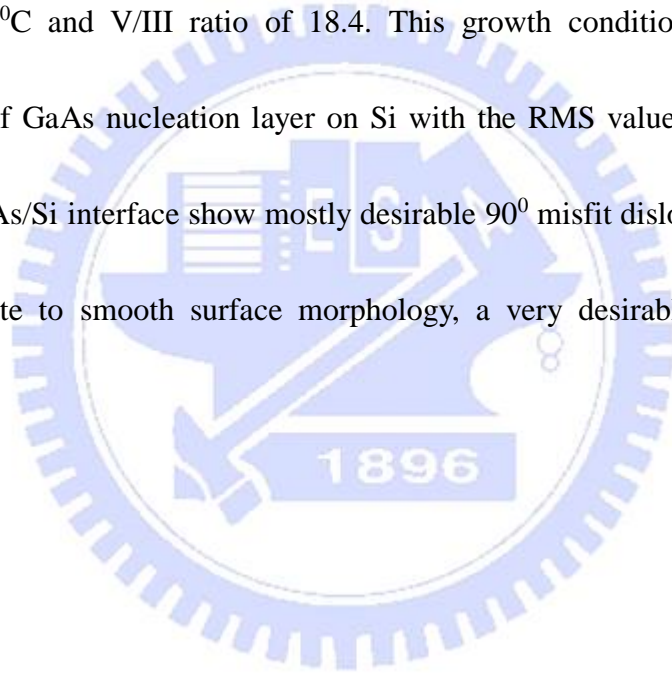 ⁰C and V/III ratio of 18.4. This growth conditio
f GaAs nucleation layer on Si with the RMS value
As/Si interface show mostly desirable 90⁰ misfit dislo
te to smooth surface morphology, a very desirab
ES
A
1896